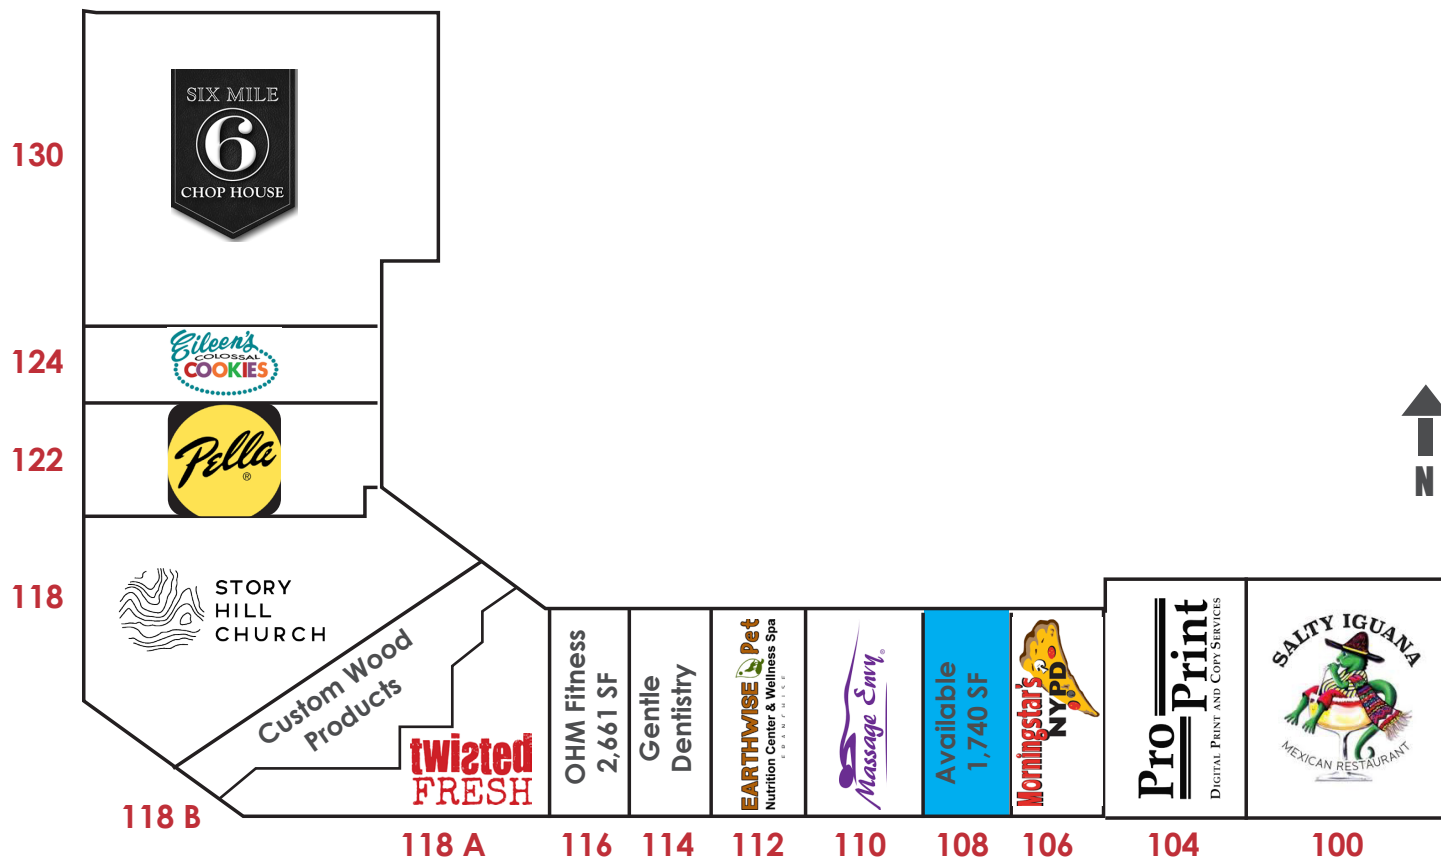 130
SIX MILE
6
CHOP HOUSE
124
Eileen's
COLOSSAL
COOKIES
122
Pella
®
118
STORY
HILL
CHURCH
Custom Wood
Products
118 B
twisted
FRESH
118 A
OHM Fitness
2,661 SF
116
Gentle
Dentistry
114
EARTHWISE Pet
Nutrition Center & Wellness Spa
112
Massage Envy®
110
Available
1,740 SF
108
Morningstar's
NYPD
106
Pro
Print
DIGITAL PRINT AND COPY SERVICES
104
SALTY IGUANA
MEXICAN RESTAURANT
100
N